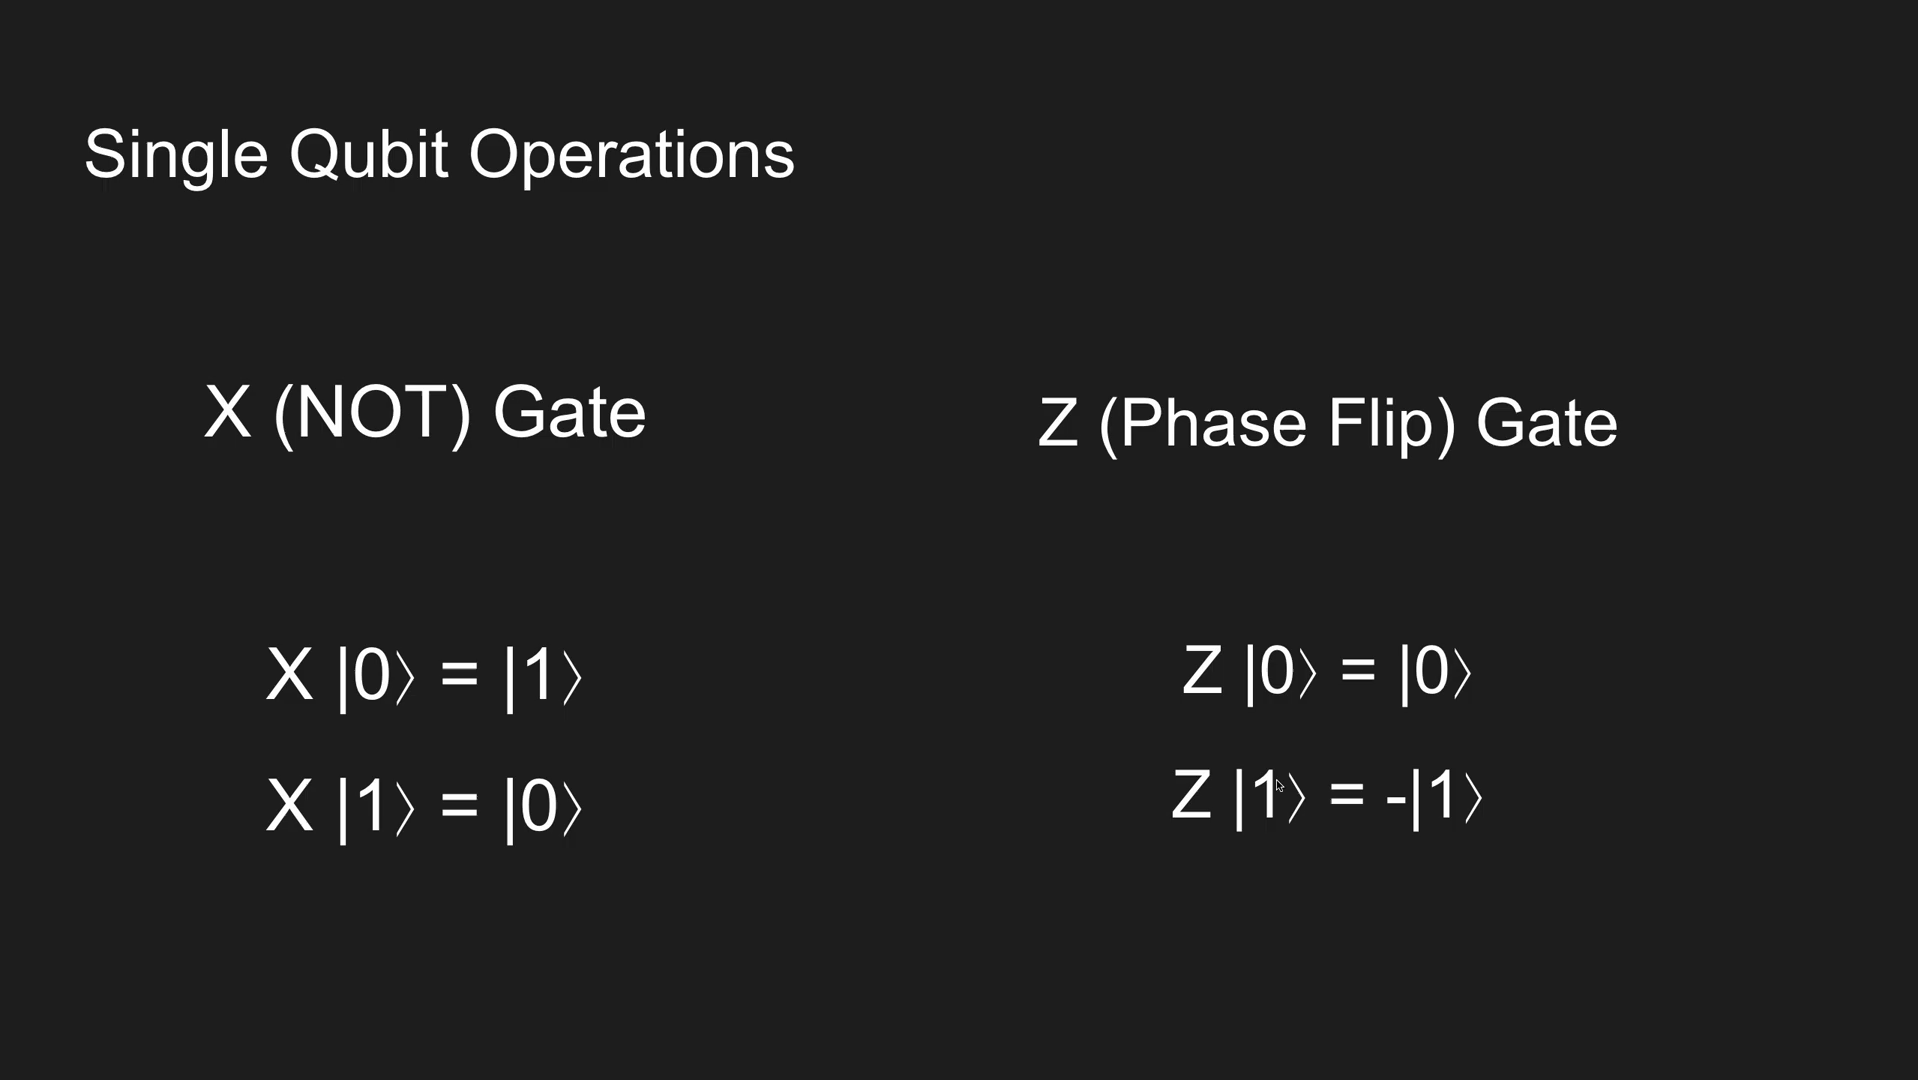 Single Qubit Operations
X (NOT) Gate
X |0⟩ = |1⟩
X |1⟩ = |0⟩
Z (Phase Flip) Gate
Z |0⟩ = |0⟩
Z |1⟩ = -|1⟩